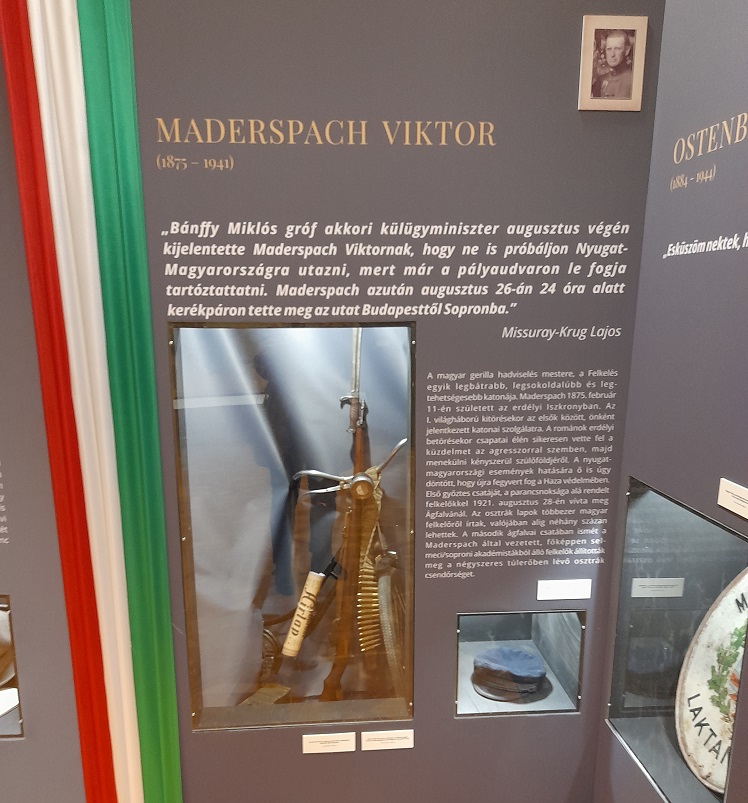 MADERSPACH VIKTOR
(1875 – 1941)
„Bánffy Miklós gróf akkori külügyminiszter augusztus végén
kijelentette Maderspach Viktornak, hogy ne is próbáljon Nyugat-
Magyarországra utazni, mert már a pályaudvaron le fogja
tartóztattatni. Maderspach azután augusztus 26-án 24 óra alatt
kerékpáron tette meg az utat Budapesttől Sopronba.”
Missuray-Krug Lajos
A magyar gerilla hadviselés mestere, a Felkelés
egyik legbátrabb, legsokoldalúbb és leg-
tehetségesebb katonája. Maderspach 1875. február
11-én született az erdélyi Iszkronyban. Az
I. világháború kitörésekor az elsők között, önként
jelentkezett katonai szolgálatra. A románok erdélyi
betörésekor csapatai élén sikeresen vette fel a
küzdelmet az agresszorral szemben, majd
menekülni kényszerül szülőföldjéről. A nyugat-
magyarországi események hatására ő is úgy
döntött, hogy újra fegyvert fog a Haza védelmében.
Első győztes csatáját, a parancsnoksága alá rendelt
felkelőkkel 1921. augusztus 28-én vívta meg
Ágfalvánál. Az osztrák lapok többezer magyar
felkelőről írtak, valójában alig néhány százan
lehettek. A második ágfalvai csatában ismét a
Maderspach által vezetett, főképpen sel-
meci/soproni akadémistákból álló felkelők állították
meg a négyszeres túlerőben lévő osztrák
csendőrséget.
Hírlap
OSTENB
(1884 – 1944)
„Esküszöm nektek, h
M
LAKTAN